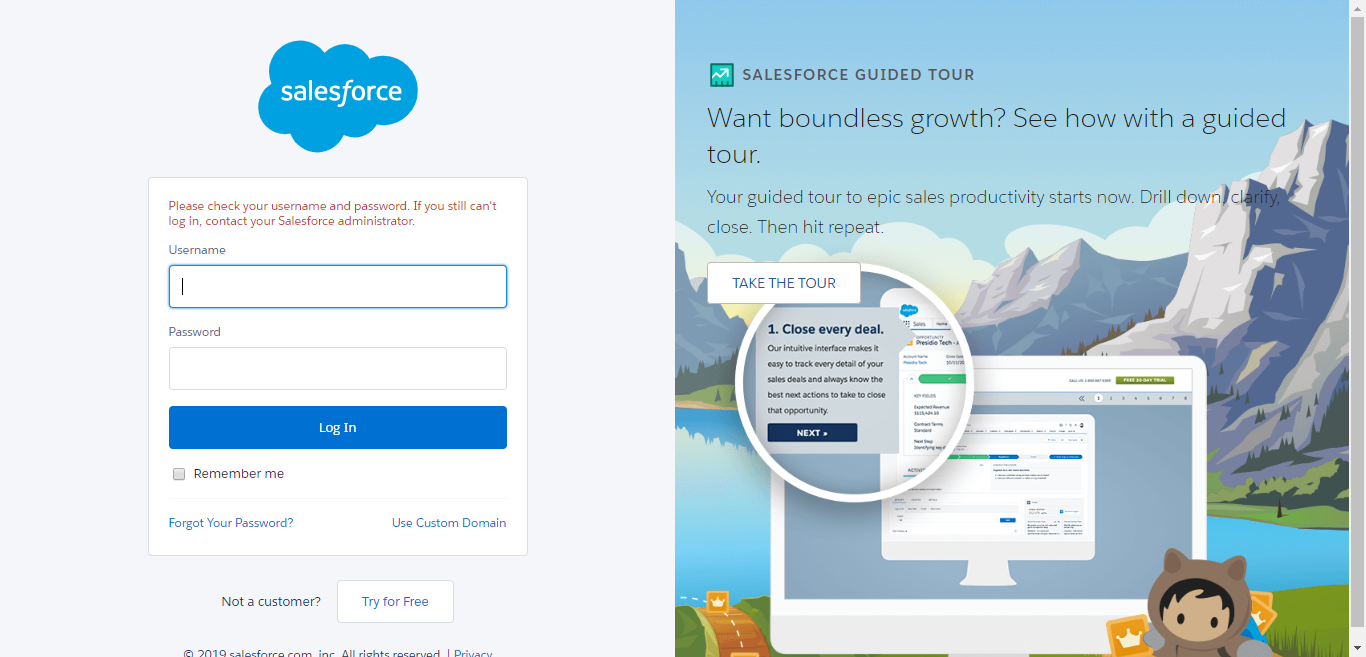 salesforce
Please check your username and password. If you still can't
log in, contact your Salesforce administrator.
Username
Password
Log In
Remember me
Forgot Your Password?
Use Custom Domain
Not a customer?
Try for Free
© 2019 salesforce.com, inc. All rights reserved. | Privacy
SALESFORCE GUIDED TOUR
Want boundless growth? See how with a guided
tour.
Your guided tour to epic sales productivity starts now. Drill down, clarify,
close. Then hit repeat.
TAKE THE TOUR
1. Close every deal.
Our intuitive interface makes it
easy to track every detail of your
sales deals and always know the
best next actions to take to close
that opportunity.
NEXT »
Sales
Home
OPPORTUNITY
Presidio Tech -
Account Name
Presidio Tech
KEY FIELDS
Expected Revenue
Contract Terms
Standard
Next Step
FREE 30-DAY TRIAL
1 2 3 4 5 6 7 8